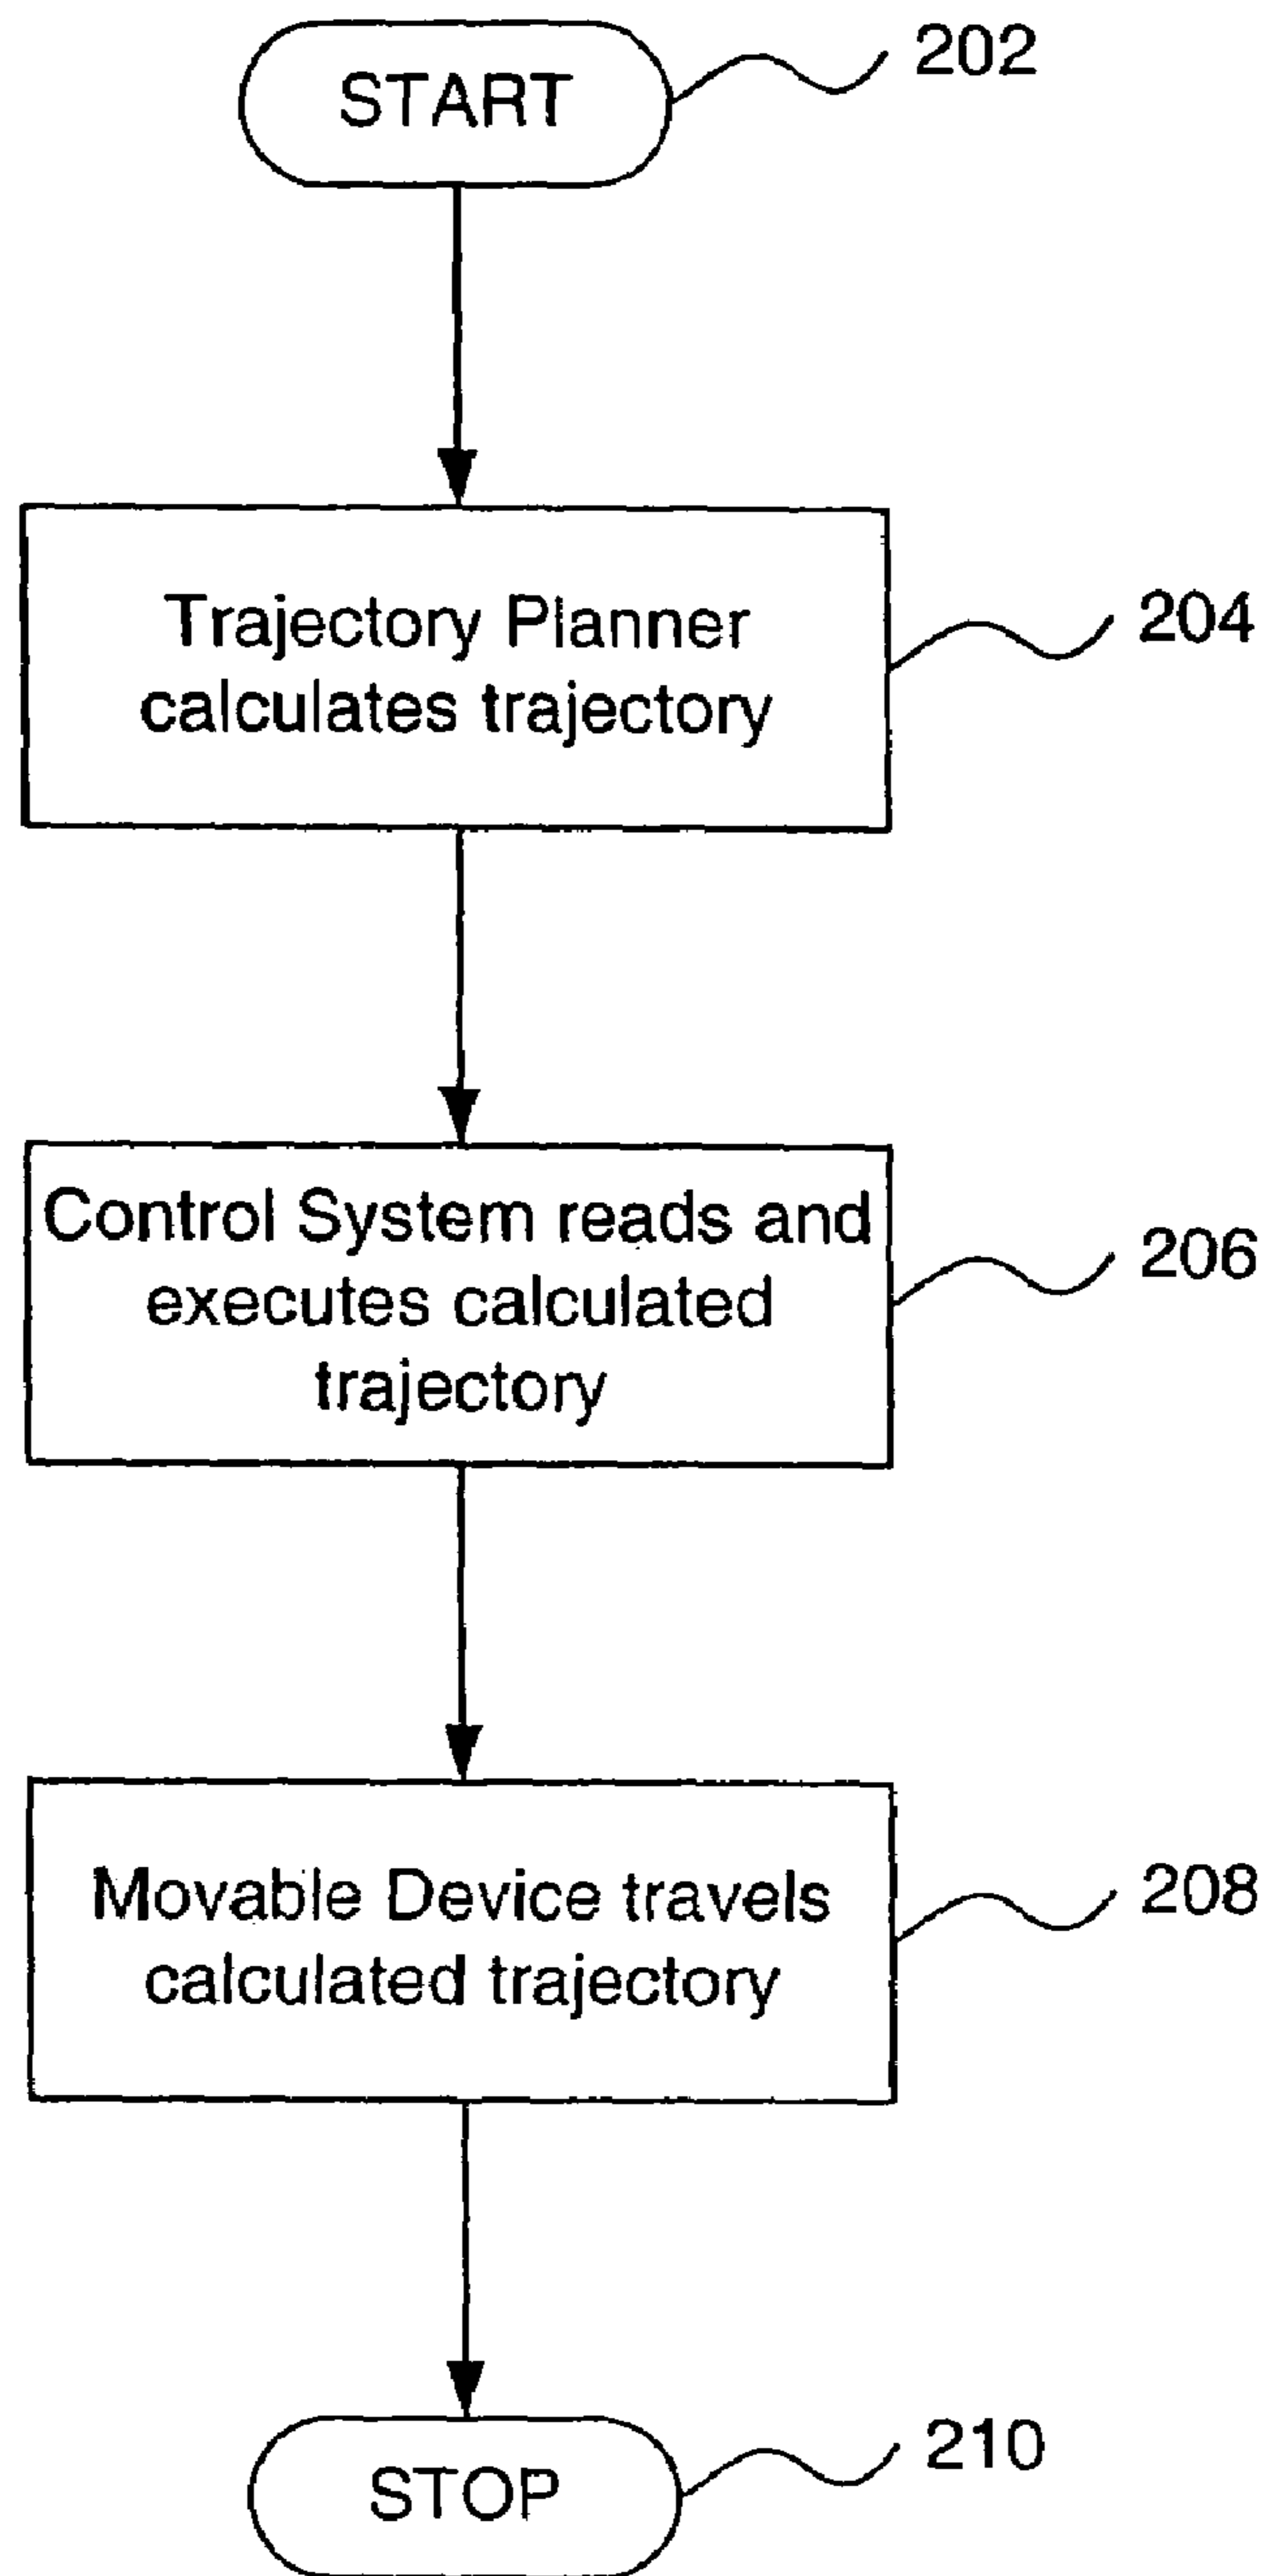 START
202
Trajectory Planner
calculates trajectory
204
Control System reads and
executes calculated
trajectory
206
Movable Device travels
calculated trajectory
208
STOP
210